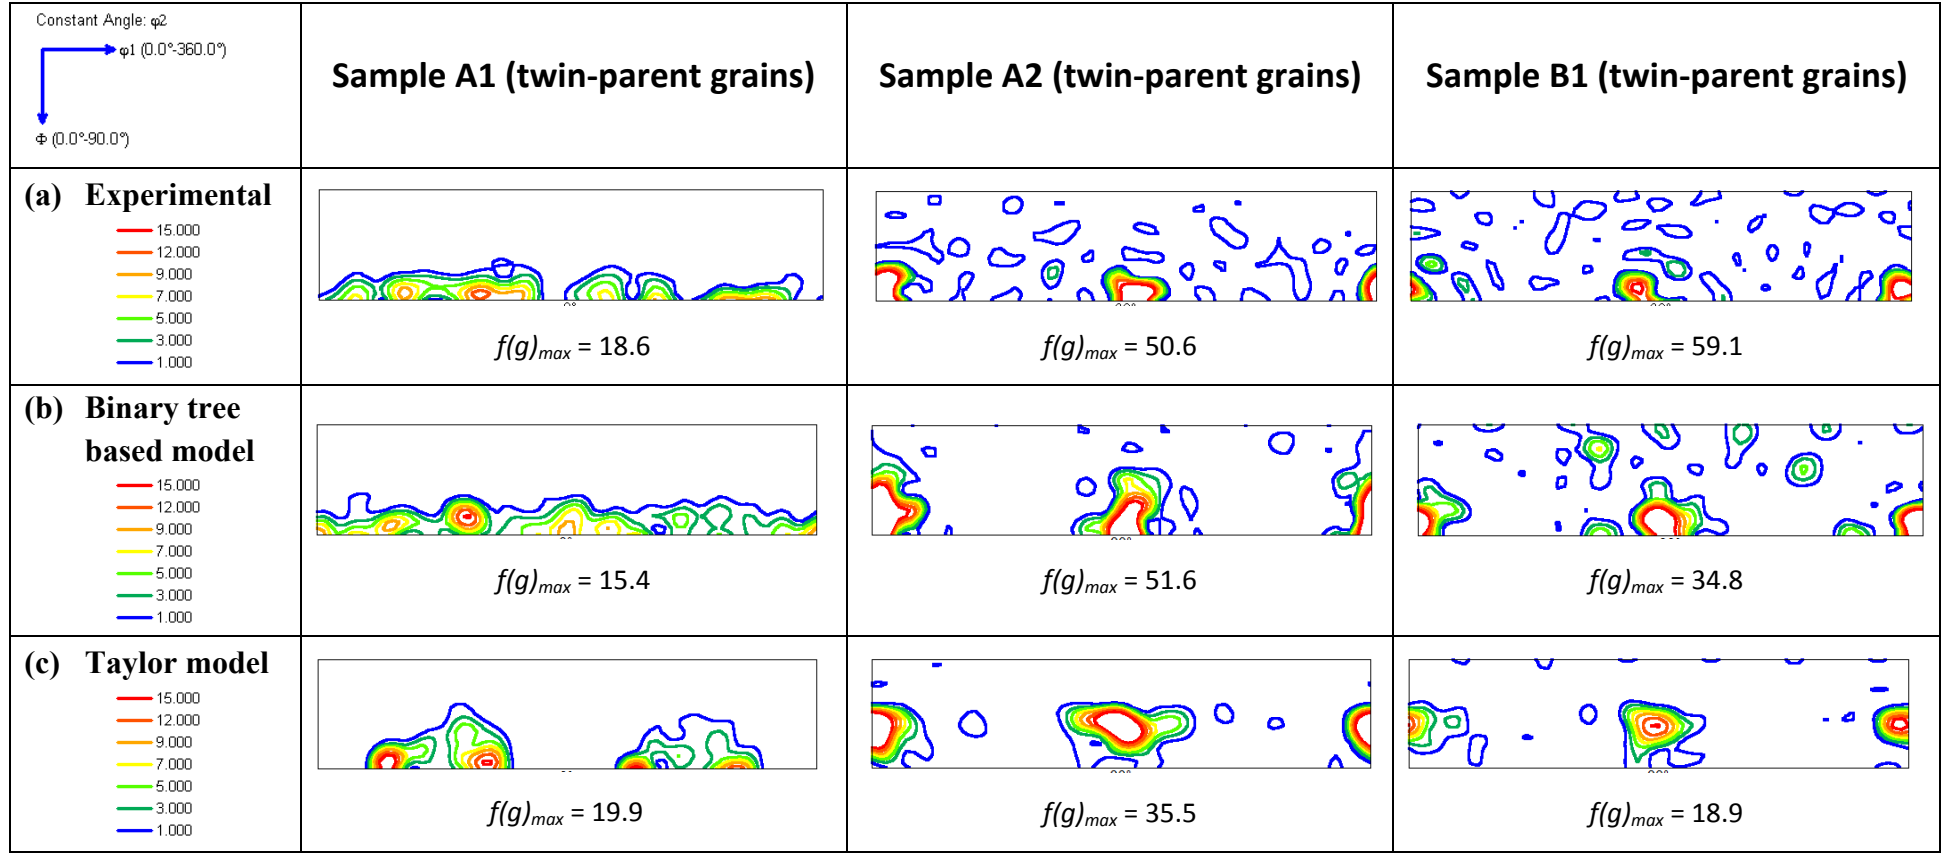 Constant Angle: φ2
φ1 (0.0°-360.0°)
Φ (0.0°-90.0°)
Sample A1 (twin-parent grains)
Sample A2 (twin-parent grains)
Sample B1 (twin-parent grains)
(a) Experimental
15.000
12.000
9.000
7.000
5.000
3.000
1.000
f(g)max = 18.6
f(g)max = 50.6
f(g)max = 59.1
(b) Binary tree
based model
15.000
12.000
9.000
7.000
5.000
3.000
1.000
f(g)max = 15.4
f(g)max = 51.6
f(g)max = 34.8
(c) Taylor model
15.000
12.000
9.000
7.000
5.000
3.000
1.000
f(g)max = 19.9
f(g)max = 35.5
f(g)max = 18.9